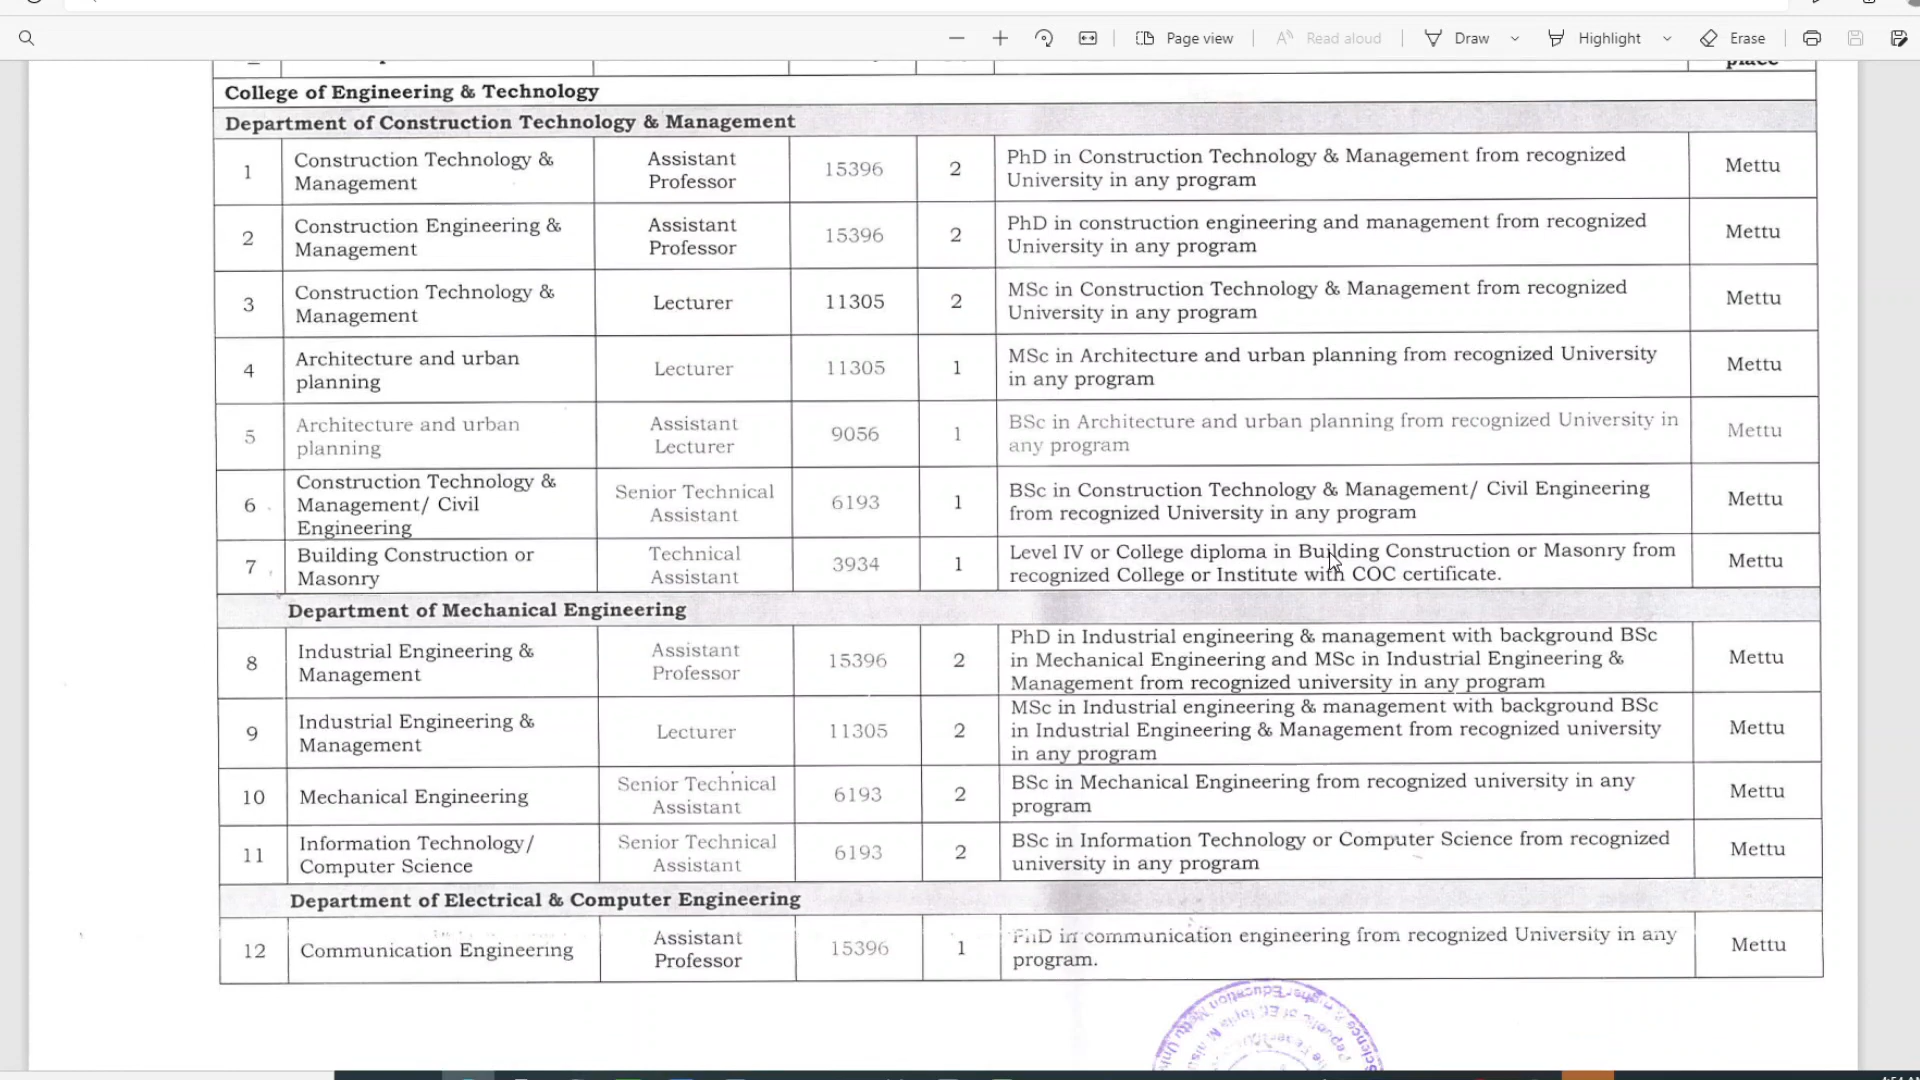 Page view
Read aloud
Draw
Highlight
Erase
place
College of Engineering & Technology
Department of Construction Technology & Management
1
Construction Technology &
Management
Assistant
Professor
15396
2
PhD in Construction Technology & Management from recognized
University in any program
Mettu
2
Construction Engineering &
Management
Assistant
Professor
15396
2
PhD in construction engineering and management from recognized
University in any program
Mettu
3
Construction Technology &
Management
Lecturer
11305
2
MSc in Construction Technology & Management from recognized
University in any program
Mettu
4
Architecture and urban
planning
Lecturer
11305
1
MSc in Architecture and urban planning from recognized University
in any program
Mettu
5
Architecture and urban
planning
Assistant
Lecturer
9056
1
BSc in Architecture and urban planning from recognized University in
any program
Mettu
6
Construction Technology &
Management/ Civil
Engineering
Senior Technical
Assistant
6193
1
BSc in Construction Technology & Management/ Civil Engineering
from recognized University in any program
Mettu
7
Building Construction or
Masonry
Technical
Assistant
3934
1
Level IV or College diploma in Building Construction or Masonry from
recognized College or Institute with COC certificate.
Mettu
Department of Mechanical Engineering
8
Industrial Engineering &
Management
Assistant
Professor
15396
2
PhD in Industrial engineering & management with background BSc
in Mechanical Engineering and MSc in Industrial Engineering &
Management from recognized university in any program
Mettu
9
Industrial Engineering &
Management
Lecturer
11305
2
MSc in Industrial engineering & management with background BSc
in Industrial Engineering & Management from recognized university
in any program
Mettu
10
Mechanical Engineering
Senior Technical
Assistant
6193
2
BSc in Mechanical Engineering from recognized university in any
program
Mettu
11
Information Technology/
Computer Science
Senior Technical
Assistant
6193
2
BSc in Information Technology or Computer Science from recognized
university in any program
Mettu
Department of Electrical & Computer Engineering
12
Communication Engineering
Assistant
Professor
15396
1
PhD in communication engineering from recognized University in any
program.
Mettu